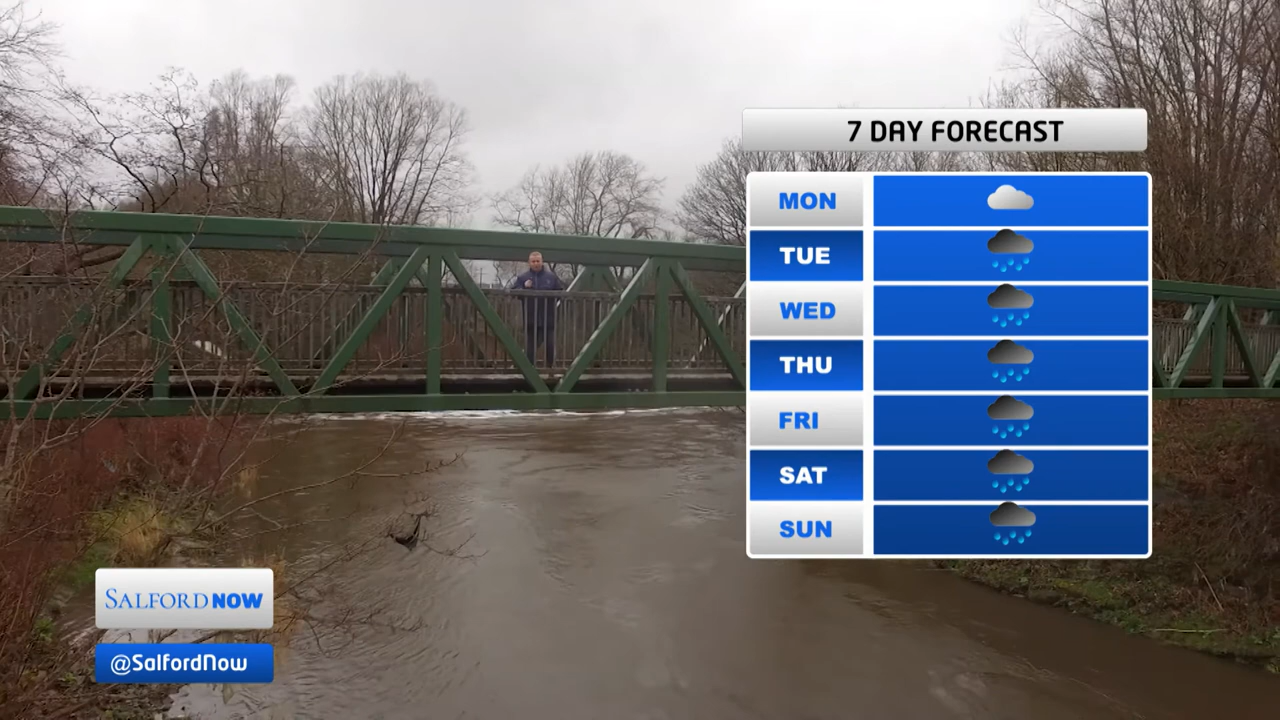 7 DAY FORECAST
MON
TUE
WED
THU
FRI
SAT
SUN
SALFORD NOW
@SalfordNow